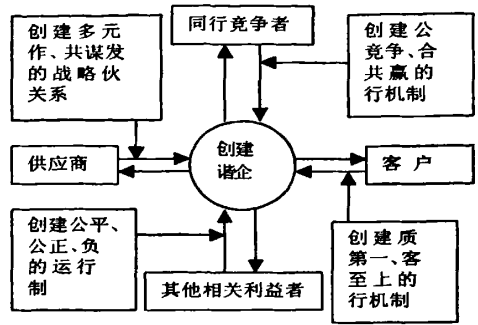 创建多元
作、共谋发
的战略伙
关系
同行竞争者
创建公
竞争、合
共赢的
行机制
供应商
创建
谐企
客户
创建公平、
公正、负
的运行
制
其他相关利益者
创建质
第一、客
至上的
行机制